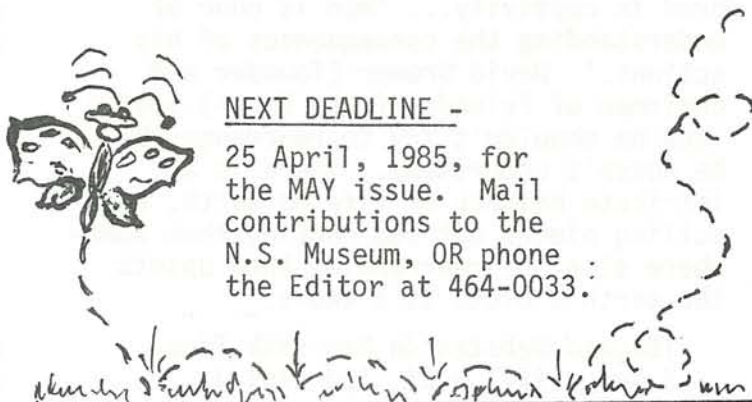 NEXT DEADLINE -
25 April, 1985, for
the MAY issue. Mail
contributions to the
N.S. Museum, OR phone
the Editor at 464-0033.